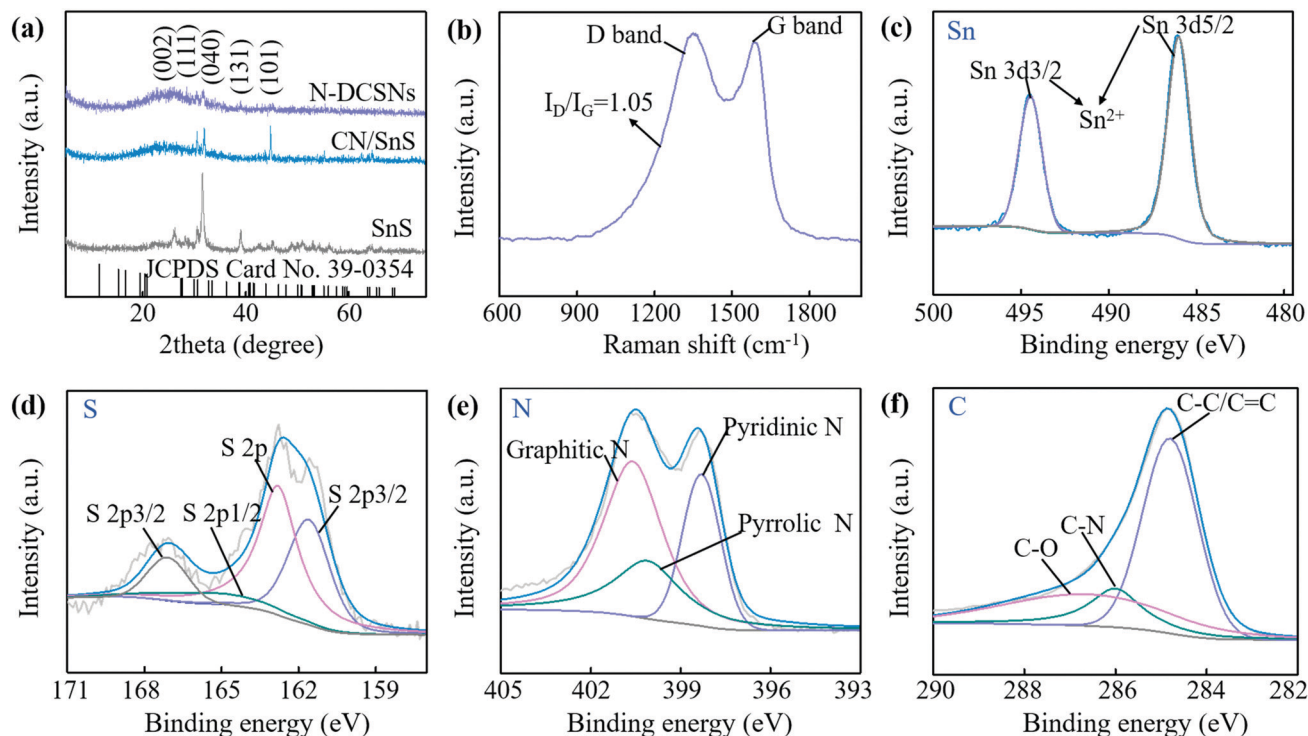 (a)
Intensity (a.u.)
(002)
(111)
(040)
(131)
(101)
N-DCSNs
CN/SnS
SnS
JCPDS Card No. 39-0354
20 40 60
2theta (degree)
(b)
Intensity (a.u.)
D band
G band
I_D/I_G=1.05
600 900 1200 1500 1800
Raman shift (cm⁻¹)
(c)
Intensity (a.u.)
Sn
Sn 3d5/2
Sn 3d3/2
Sn²⁺
500 495 490 485 480
Binding energy (eV)
(d)
Intensity (a.u.)
S
S 2p
S 2p3/2
S 2p1/2
S 2p3/2
171 168 165 162 159
Binding energy (eV)
(e)
Intensity (a.u.)
N
Graphitic N
Pyridinic N
Pyrrolic N
405 402 399 396 393
Binding energy (eV)
(f)
Intensity (a.u.)
C
C-C/C=C
C-N
C-O
290 288 286 284 282
Binding energy (eV)